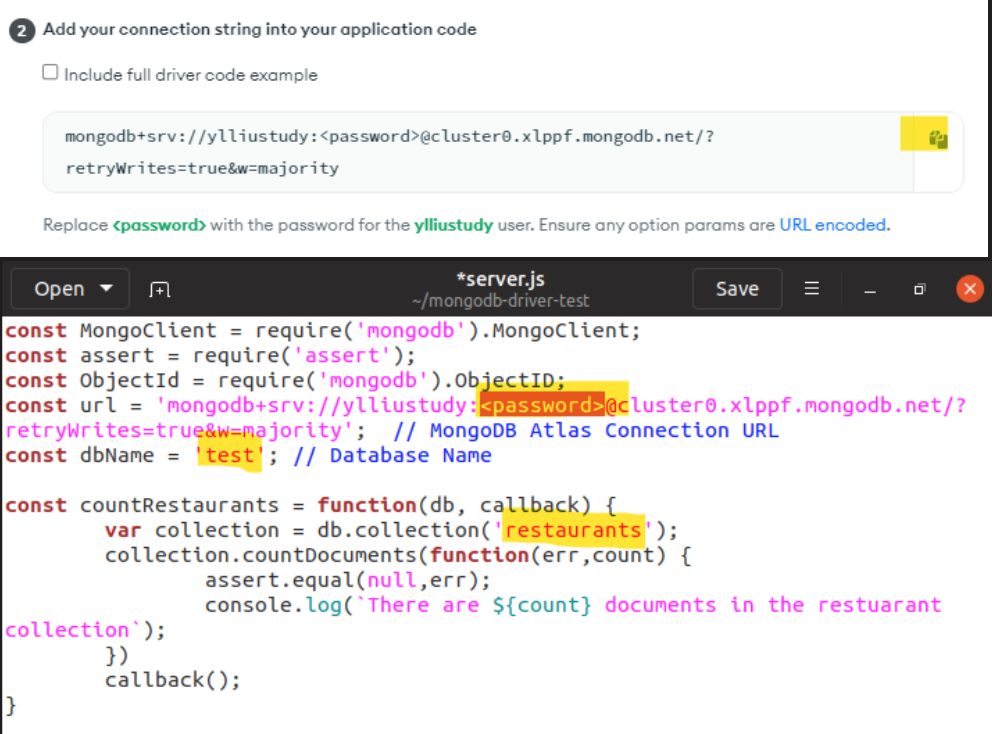 2 Add your connection string into your application code
Include full driver code example
mongodb+srv://ylliustudy:<password>@cluster0.xlppf.mongodb.net/?
retryWrites=true&w=majority
Replace <password> with the password for the ylliustudy user. Ensure any option params are URL encoded.
Open
*server.js
~/mongodb-driver-test
Save
const MongoClient = require('mongodb').MongoClient;
const assert = require('assert');
const ObjectId = require('mongodb').ObjectID;
const url = 'mongodb+srv://ylliustudy:<password>@cluster0.xlppf.mongodb.net/?
retryWrites=true&w=majority';  // MongoDB Atlas Connection URL
const dbName = 'test'; // Database Name
const countRestaurants = function(db, callback) {
        var collection = db.collection('restaurants');
        collection.countDocuments(function(err,count) {
                assert.equal(null,err);
                console.log(`There are ${count} documents in the restuarant
collection`);
        })
        callback();
}